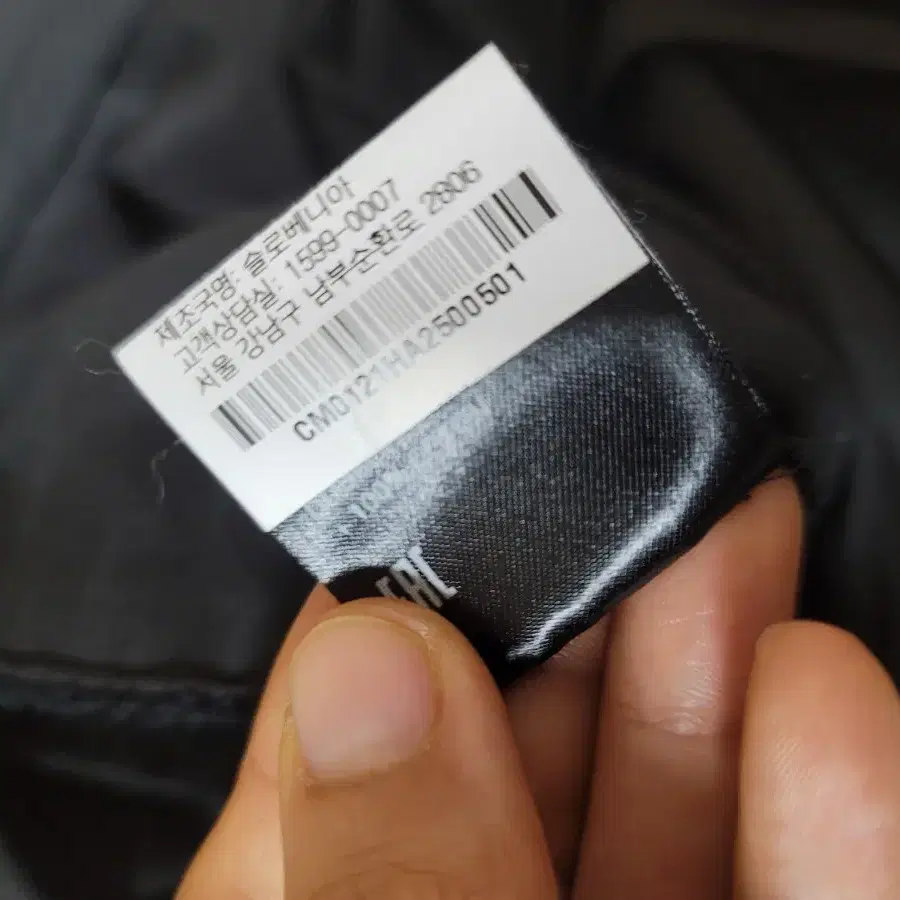 제조국명: 슬로베니아
고객상담실: 1599-0007
서울 강남구 남부순환로 2806
CM0121HA2500501
EAC